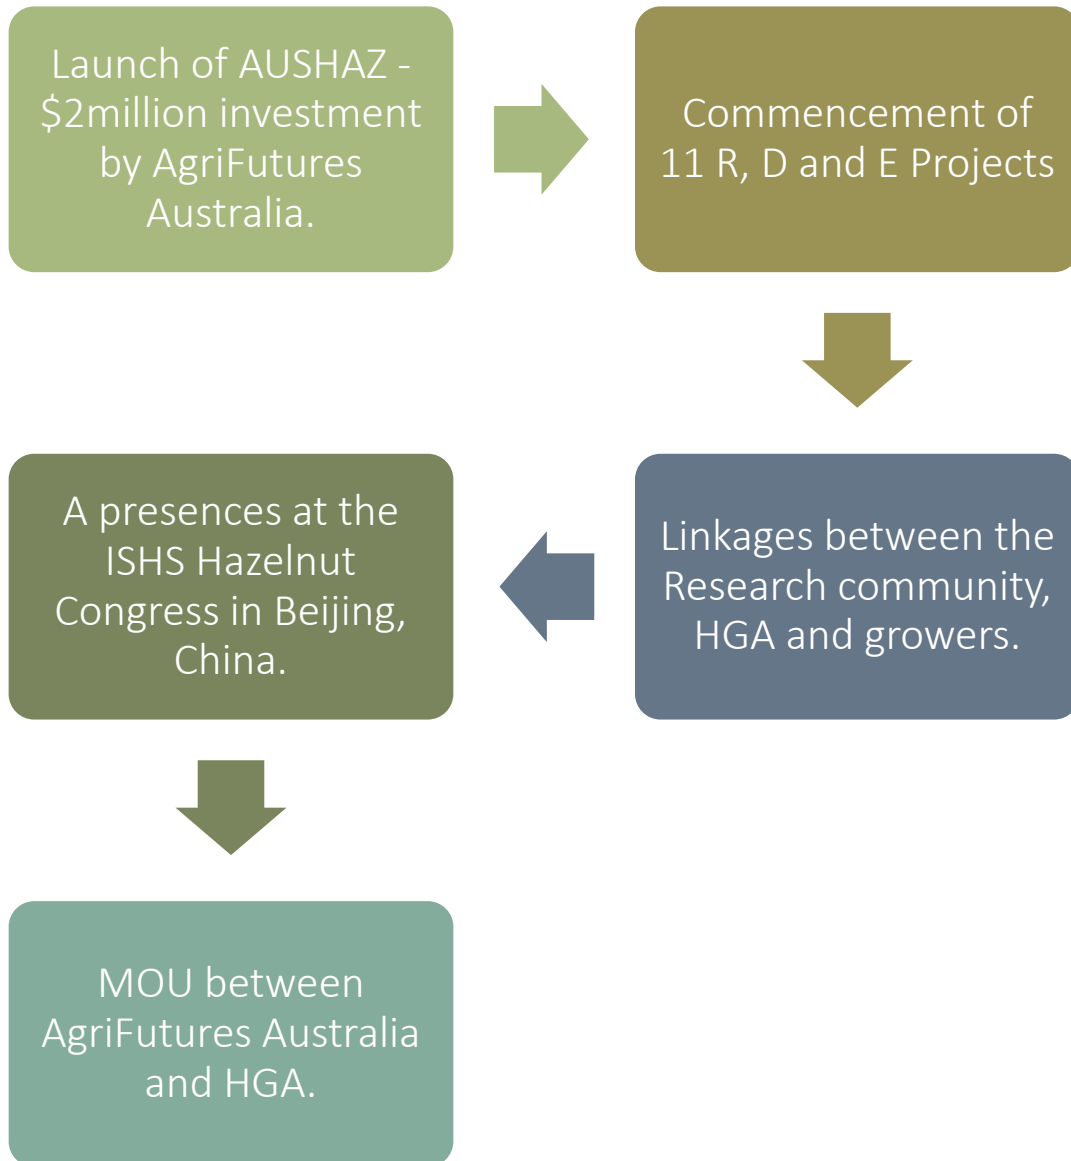 Launch of AUSHAZ -
$2million investment
by AgriFutures
Australia.
Commencement of
11 R, D and E Projects
Linkages between the
Research community,
HGA and growers.
A presences at the
ISHS Hazelnut
Congress in Beijing,
China.
MOU between
AgriFutures Australia
and HGA.